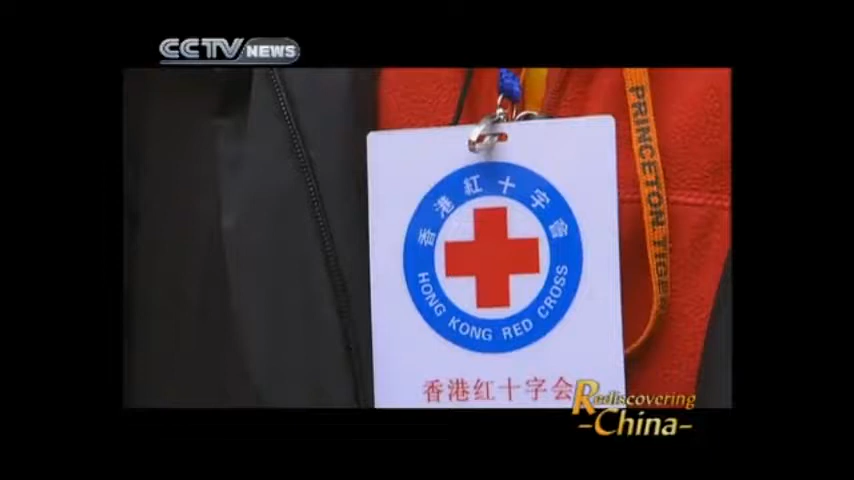 CCTV NEWS
香港紅十字會
HONG KONG RED CROSS
PRINCETON TIGER
香港红十字会
Rediscovering
-China-